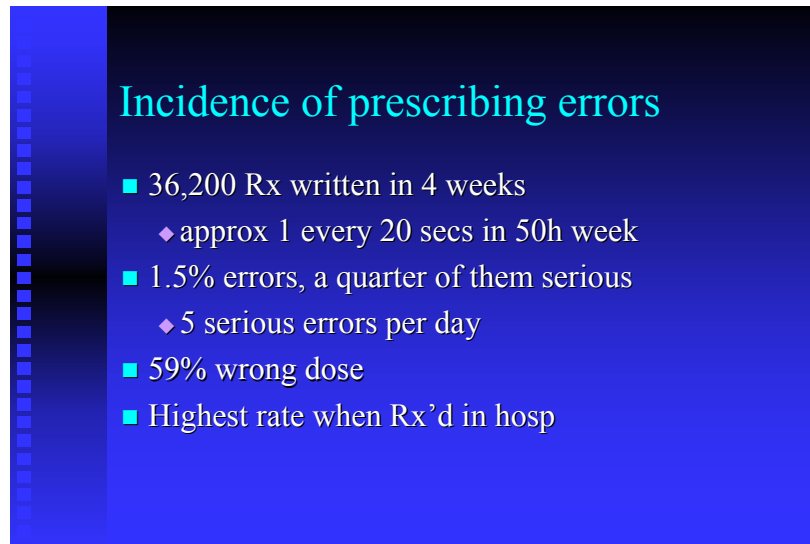 Incidence of prescribing errors
36,200 Rx written in 4 weeks
approx 1 every 20 secs in 50h week
1.5% errors, a quarter of them serious
5 serious errors per day
59% wrong dose
Highest rate when Rx’d in hosp